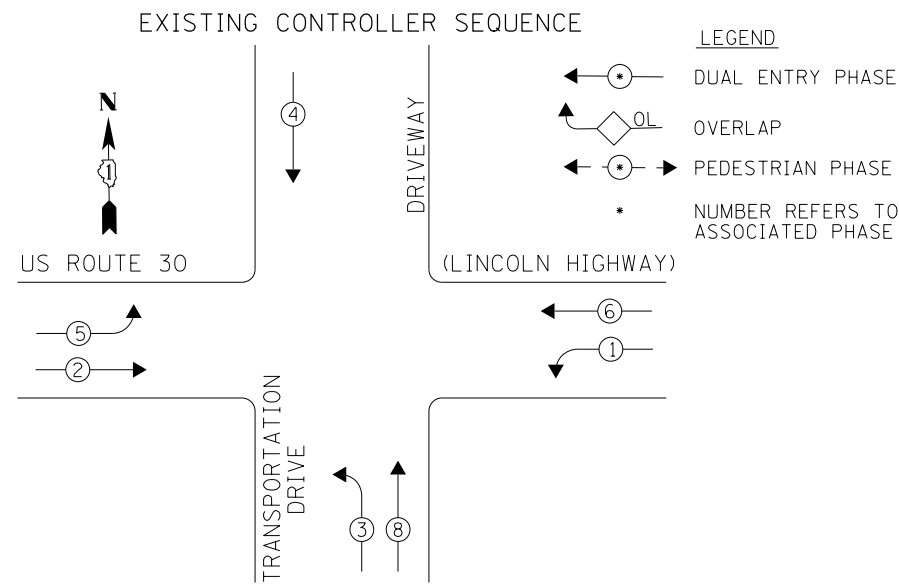 EXISTING CONTROLLER SEQUENCE
LEGEND
* DUAL ENTRY PHASE
OL OVERLAP
* PEDESTRIAN PHASE
* NUMBER REFERS TO
ASSOCIATED PHASE
N
1
4
DRIVEWAY
US ROUTE 30
(LINCOLN HIGHWAY)
5
2
6
1
TRANSPORTATION
DRIVE
3
8